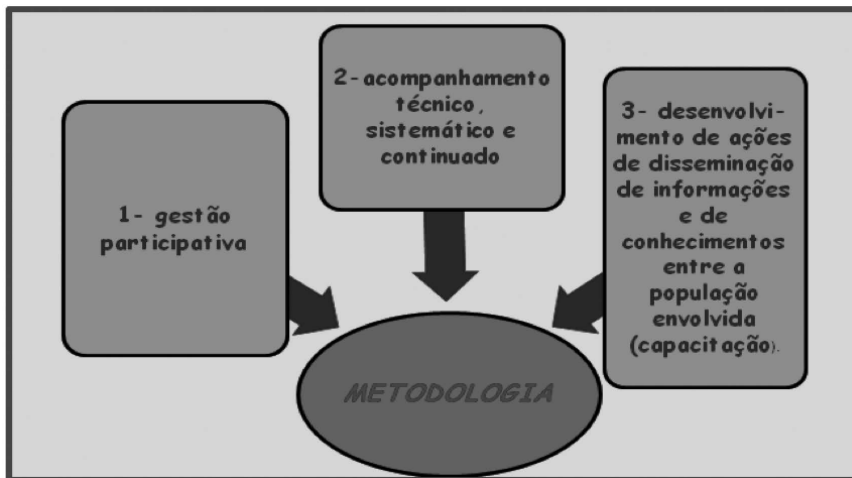 1- gestão
participativa
2- acompanhamento
técnico,
sistemático e
continuado
3- desenvolvi-
mento de ações
de disseminação
de informações
e de
conhecimentos
entre a
população
envolvida
(capacitação).
METODOLOGIA